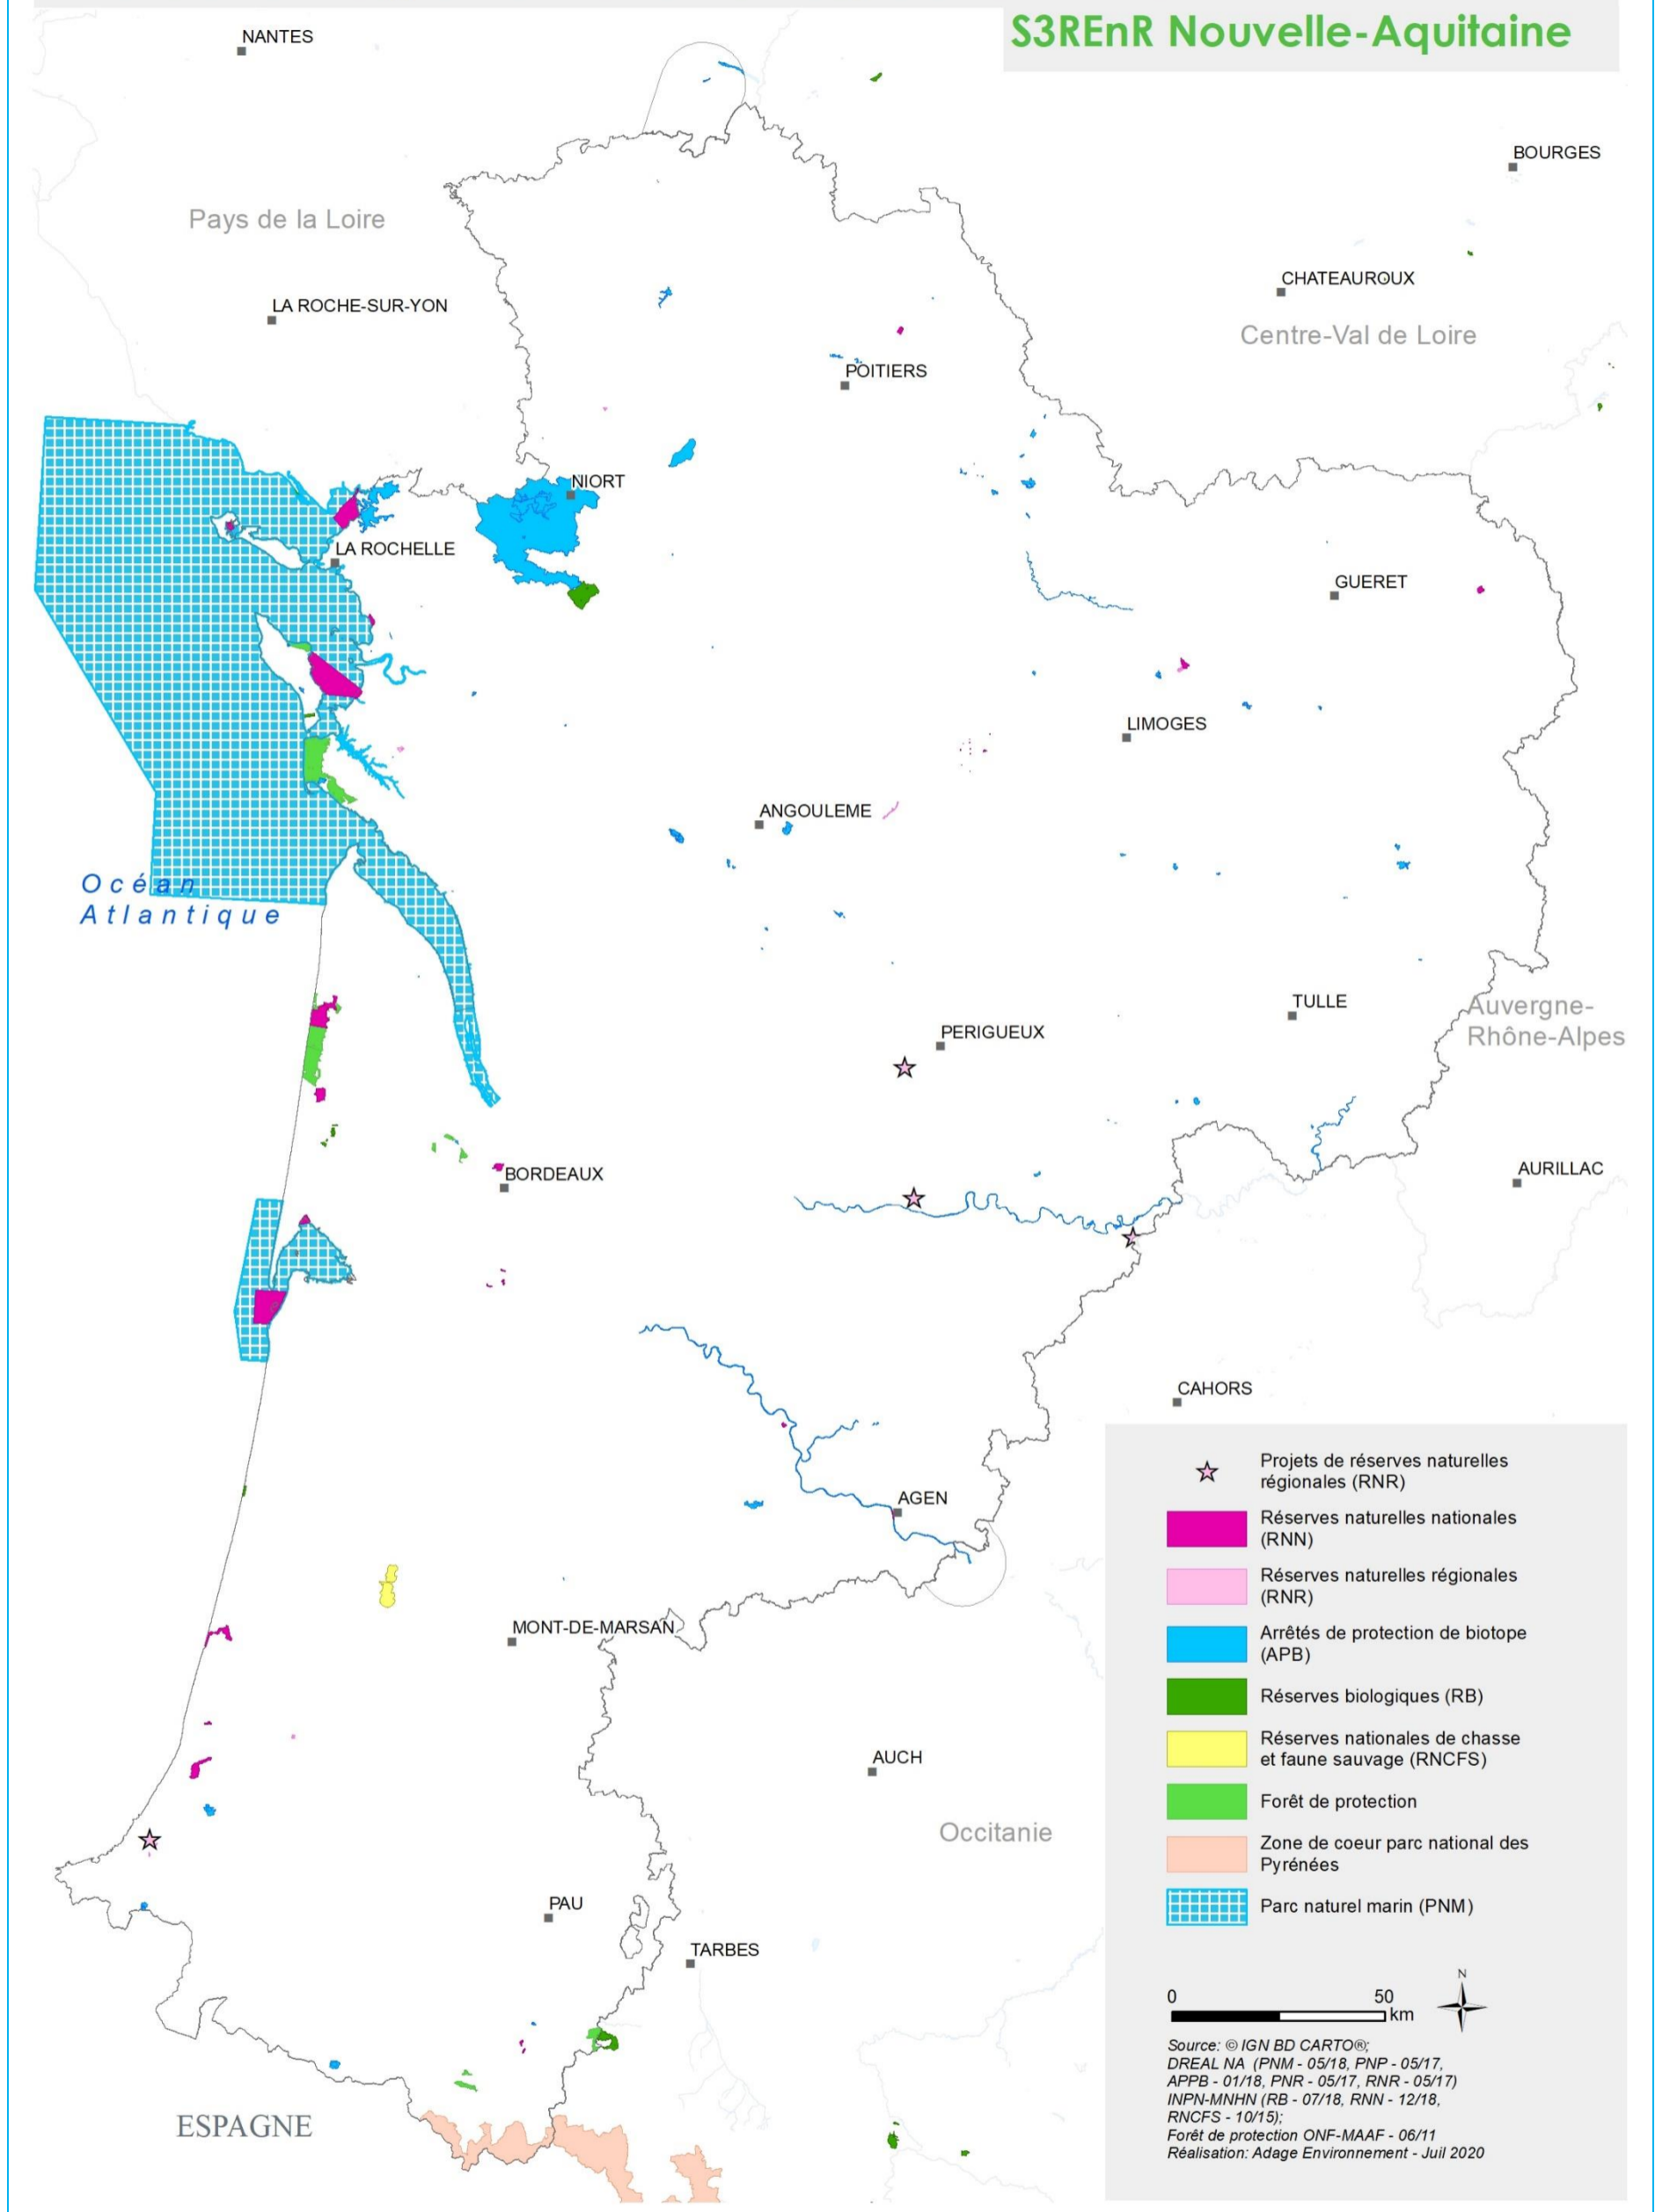 S3REnR Nouvelle-Aquitaine
NANTES
BOURGES
Pays de la Loire
CHATEAUROUX
LA ROCHE-SUR-YON
Centre-Val de Loire
POITIERS
NIORT
LA ROCHELLE
GUERET
LIMOGES
ANGOULEME
Océan
Atlantique
TULLE
Auvergne-
Rhône-Alpes
PERIGUEUX
BORDEAUX
AURILLAC
CAHORS
AGEN
MONT-DE-MARSAN
AUCH
Occitanie
PAU
TARBES
ESPAGNE
Projets de réserves naturelles
régionales (RNR)
Réserves naturelles nationales
(RNN)
Réserves naturelles régionales
(RNR)
Arrêtés de protection de biotope
(APB)
Réserves biologiques (RB)
Réserves nationales de chasse
et faune sauvage (RNCFS)
Forêt de protection
Zone de coeur parc national des
Pyrénées
Parc naturel marin (PNM)
N
0 50
km
Source: © IGN BD CARTO®;
DREAL NA (PNM - 05/18, PNP - 05/17,
APPB - 01/18, PNR - 05/17, RNR - 05/17)
INPN-MNHN (RB - 07/18, RNN - 12/18,
RNCFS - 10/15);
Forêt de protection ONF-MAAF - 06/11
Réalisation: Adage Environnement - Juil 2020